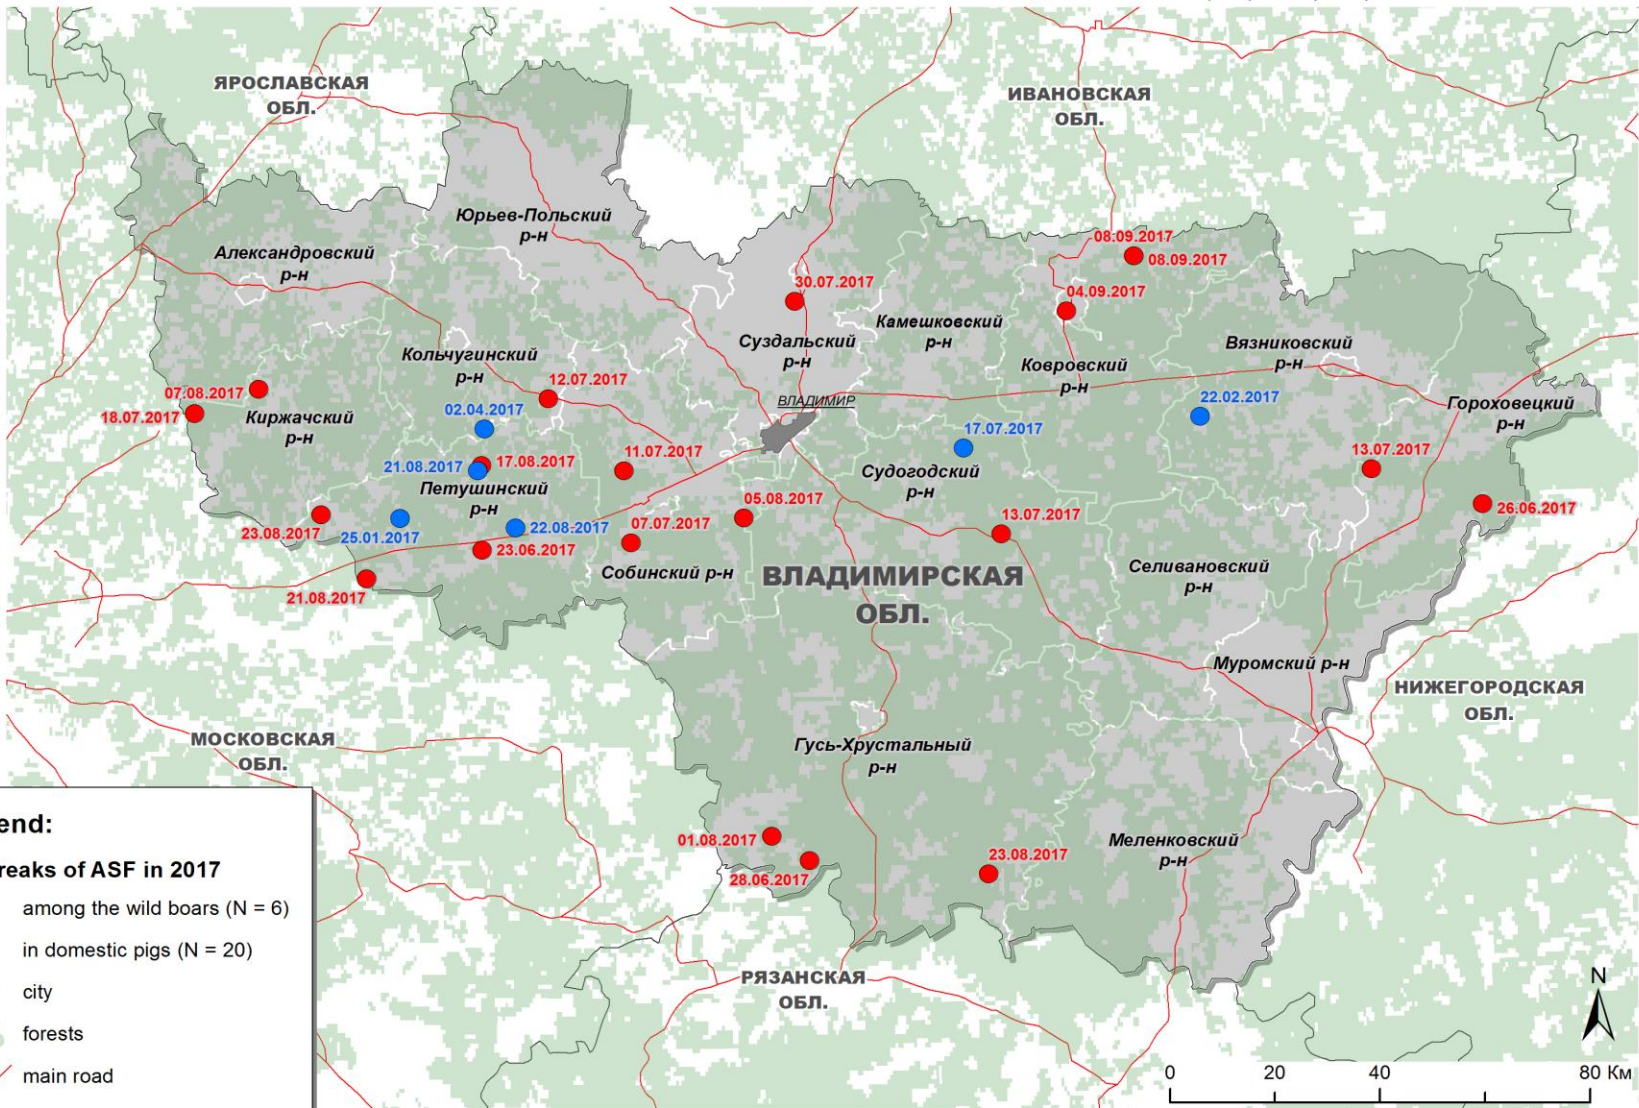 ЯРОСЛАВСКАЯ
ОБЛ.
ИВАНОВСКАЯ
ОБЛ.
Юрьев-Польский
р-н
Александровский
р-н
08.09.2017
08.09.2017
30.07.2017
04.09.2017
Камешковский
р-н
Суздальский
р-н
Вязниковский
р-н
Кольчугинский
р-н
Ковровский
р-н
12.07.2017
07.08.2017
18.07.2017
Киржачский
р-н
02.04.2017
ВЛАДИМИР
22.02.2017
Гороховецкий
р-н
17.07.2017
13.07.2017
21.08.2017
17.08.2017
11.07.2017
Петушинский
р-н
Судогодский
р-н
05.08.2017
26.06.2017
23.08.2017
25.01.2017
22.08.2017
07.07.2017
13.07.2017
23.06.2017
21.08.2017
Собинский р-н
ВЛАДИМИРСКАЯ
ОБЛ.
Селивановский
р-н
Муромский р-н
НИЖЕГОРОДСКАЯ
ОБЛ.
МОСКОВСКАЯ
ОБЛ.
Гусь-Хрустальный
р-н
01.08.2017
28.06.2017
23.08.2017
Меленковский
р-н
РЯЗАНСКАЯ
ОБЛ.
end:
reaks of ASF in 2017
among the wild boars (N = 6)
in domestic pigs (N = 20)
city
forests
main road
N
0 20 40 80 Км